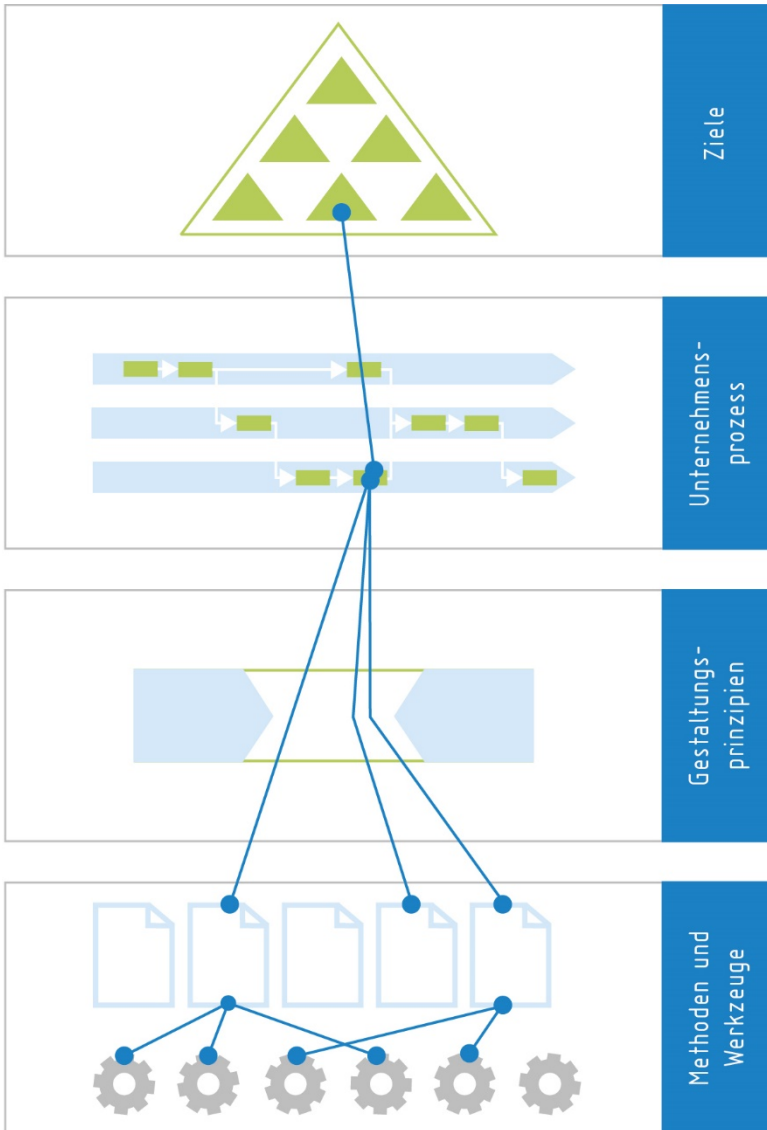 Ziele
Unternehmens-
prozess
Gestaltungs-
prinzipien
Methoden und
Werkzeuge